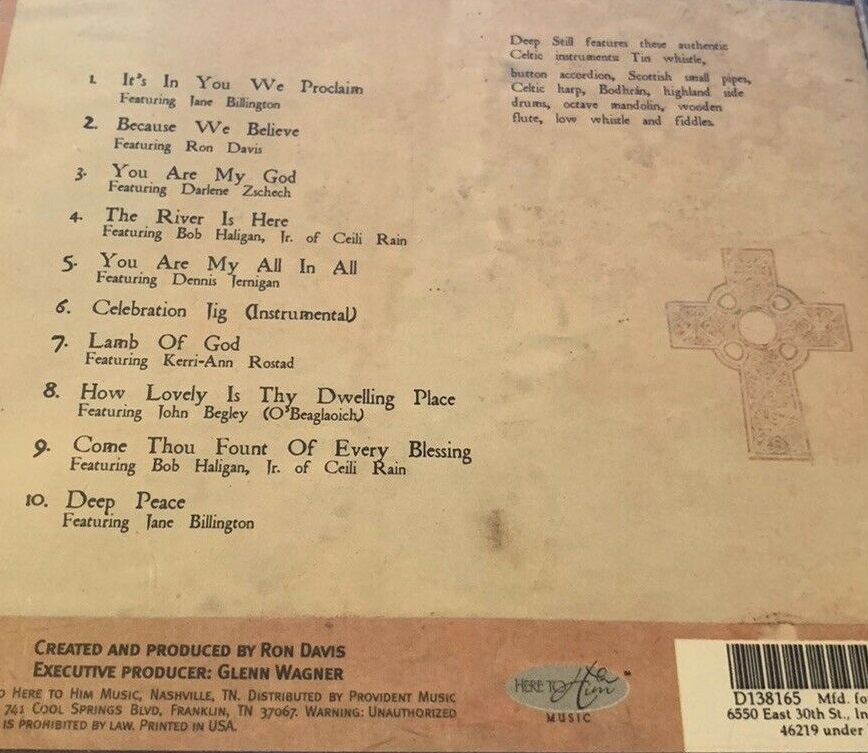 1. It's In You We Proclaim
Featuring Jane Billington
2. Because We Believe
Featuring Ron Davis
3. You Are My God
Featuring Darlene Zschech
4. The River Is Here
Featuring Bob Haligan, Jr. of Ceili Rain
5. You Are My All In All
Featuring Dennis Jernigan
6. Celebration Jig (Instrumental)
7. Lamb Of God
Featuring Kerri-Ann Rostad
8. How Lovely Is Thy Dwelling Place
Featuring John Begley (O'Beaglaoich)
9. Come Thou Fount Of Every Blessing
Featuring Bob Haligan, Jr. of Ceili Rain
10. Deep Peace
Featuring Jane Billington
Deep Still features these authentic
Celtic instruments: Tin whistle,
button accordion, Scottish small pipes,
Celtic harp, Bodhrán, highland side
drums, octave mandolin, wooden
flute, low whistle and fiddles.
CREATED AND PRODUCED BY RON DAVIS
EXECUTIVE PRODUCER: GLENN WAGNER
HERE TO HIM MUSIC, NASHVILLE, TN. DISTRIBUTED BY PROVIDENT MUSIC
741 COOL SPRINGS BLVD, FRANKLIN, TN 37067. WARNING: UNAUTHORIZED
IS PROHIBITED BY LAW. PRINTED IN USA.
HERE TO Him ™
MUSIC
D138165 Mfd. fo
6550 East 30th St., In
46219 under